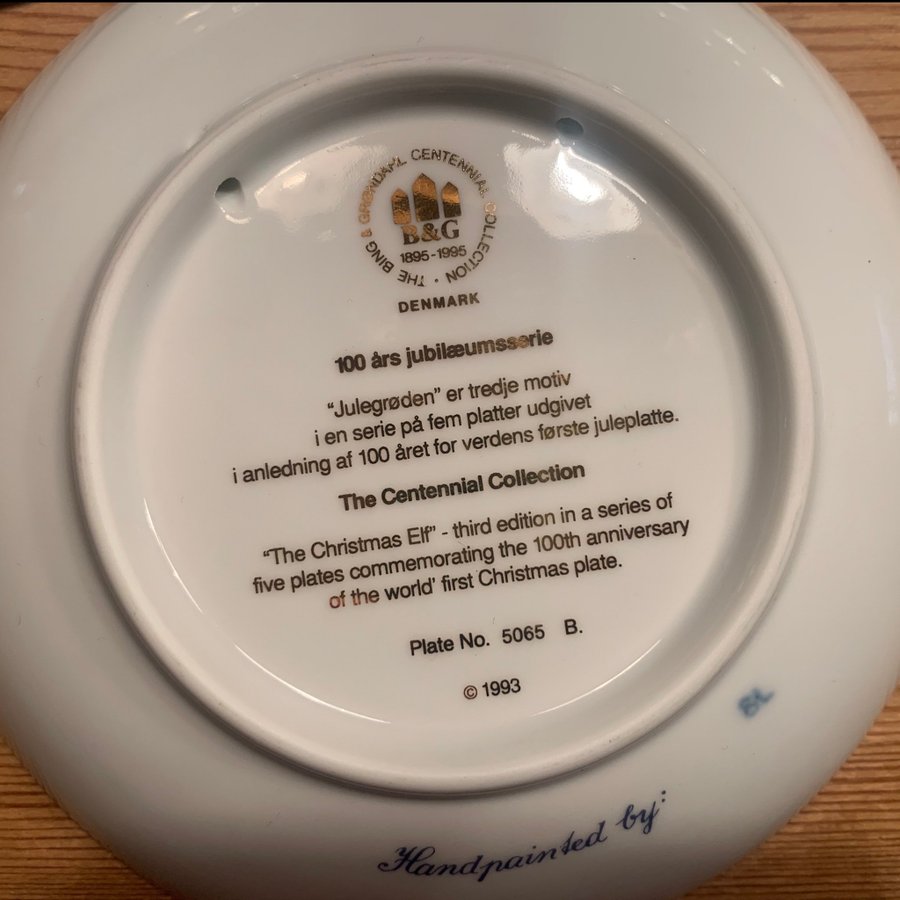 THE BING & GRØNDAHL CENTENNIAL COLLECTION ·
B&G
1895-1995
DENMARK
100 års jubilæumsserie
“Julegrøden” er tredje motiv
i en serie på fem platter udgivet
i anledning af 100 året for verdens første juleplatte.
The Centennial Collection
“The Christmas Elf” - third edition in a series of
five plates commemorating the 100th anniversary
of the world' first Christmas plate.
Plate No. 5065 B.
© 1993
Handpainted by: